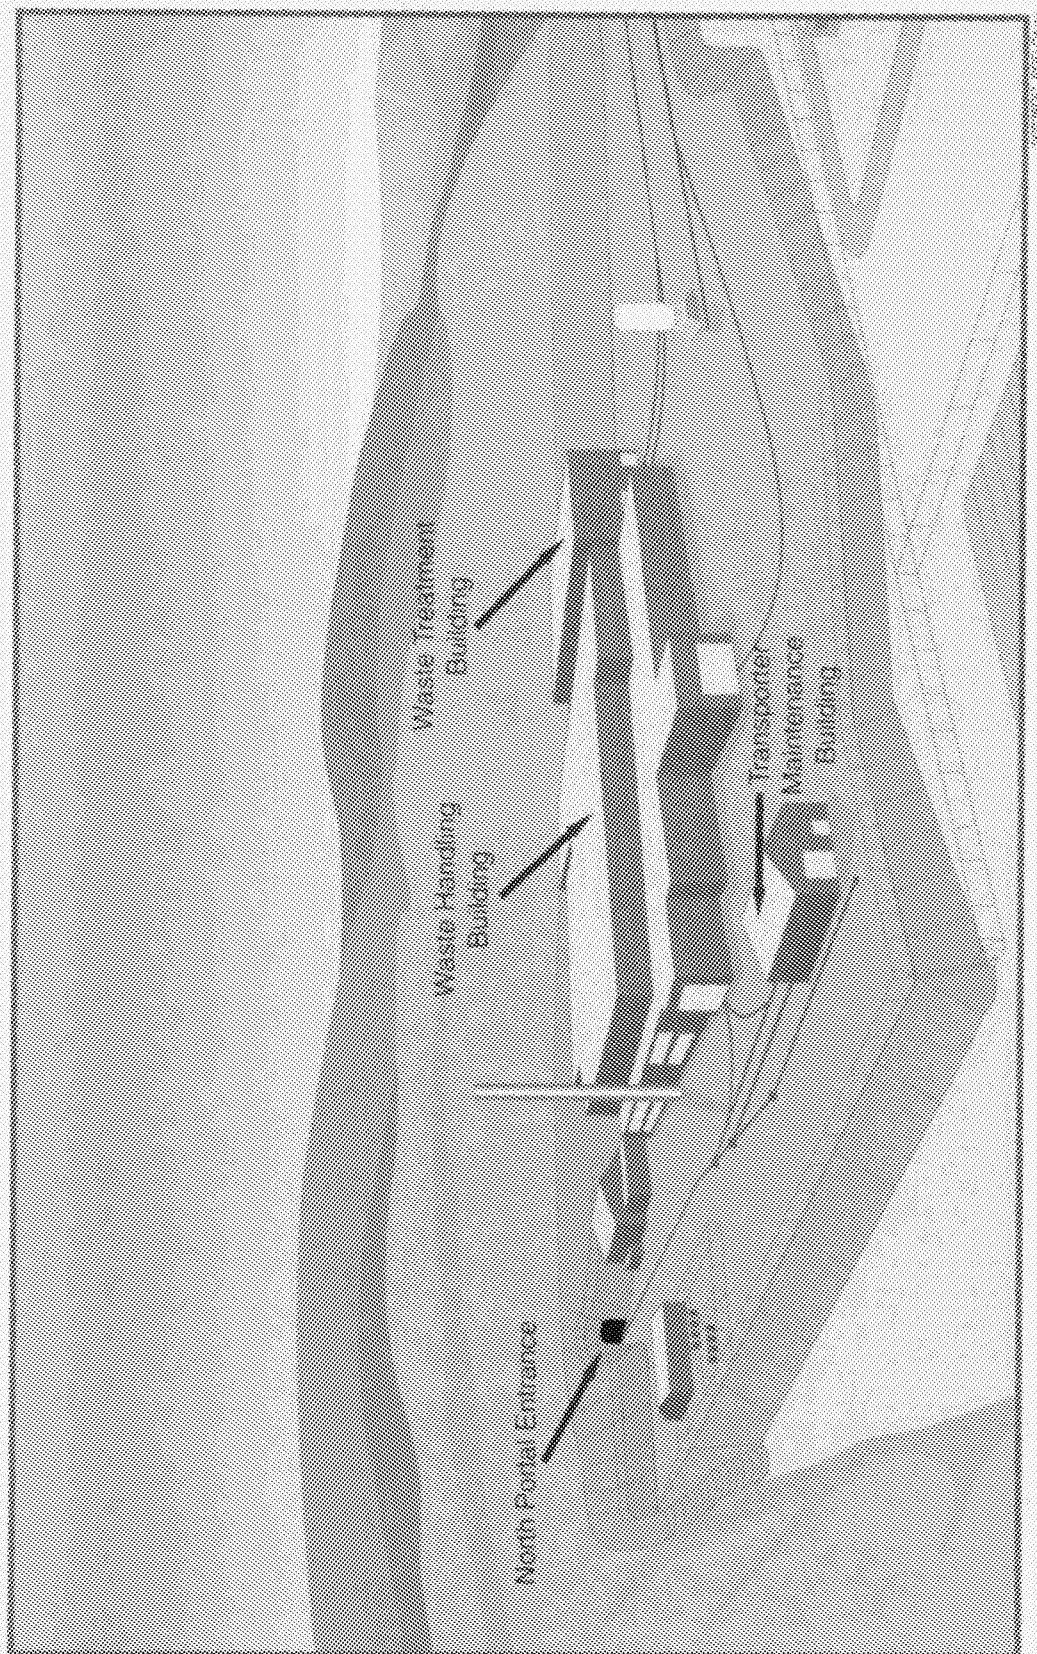 North Portal Entrance
Waste Handling
Building
Waste Treatment
Building
Transporter
Maintenance
Building